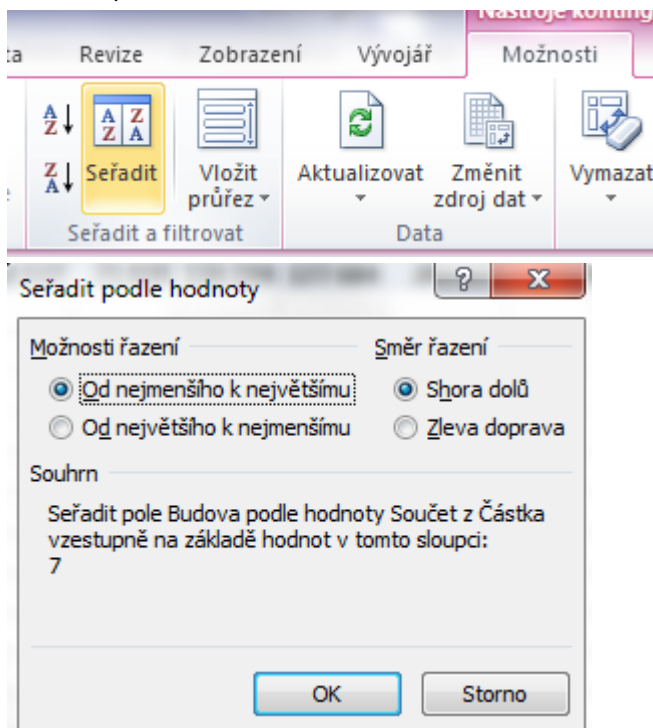 Nástroje konting
ta Revize Zobrazení Vývojář Možnosti
A Z Z A
Seřadit Vložit Aktualizovat Změnit Vymazat
průřez zdroj dat
Seřadit a filtrovat Data
Seřadit podle hodnoty
Možnosti řazení Směr řazení
Od nejmenšího k největšímu Shora dolů
Od největšího k nejmenšímu Zleva doprava
Souhrn
Seřadit pole Budova podle hodnoty Součet z Částka
vzestupně na základě hodnot v tomto sloupci:
7
OK Storno